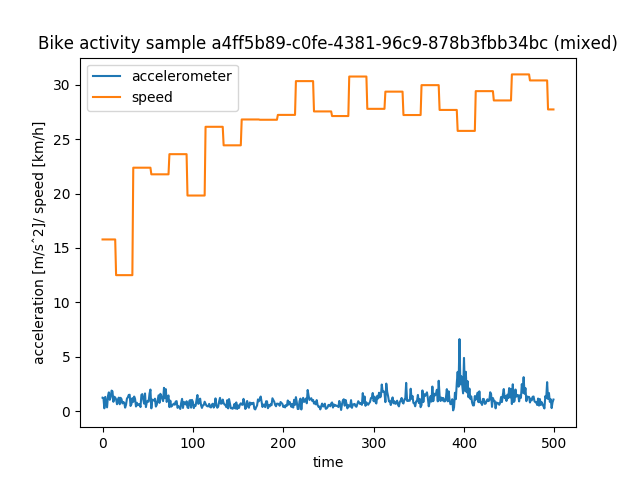 Bike activity sample a4ff5b89-c0fe-4381-96c9-878b3fbb34bc (mixed)
accelerometer
speed
acceleration [m/sˆ2]/ speed [km/h]
30
25
20
15
10
5
0
0 100 200 300 400 500
time